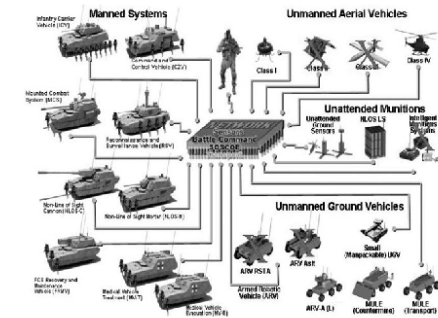 Manned Systems
Unmanned Aerial Vehicles
Infantry Carrier
Vehicle (ICV)
Command and
Control Vehicle (C2V)
Class I
Class II
Class III
Class IV
Mounted Combat
System (MCS)
Reconnaissance and
Surveillance Vehicle (RSV)
Battle Command
Unattended Munitions
Unattended
Ground
Sensors
NLOS LS
Intelligent
Munitions
Systems
Non-Line of Sight
Cannon (NLOS-C)
Non-Line of Sight Mortar (NLOS-M)
Unmanned Ground Vehicles
ARV RSTA
ARV Aslt
Small
(Manpackable) UGV
Armed Robotic
Vehicle (ARV)
FCS Recovery and
Maintenance
Vehicle (FRMV)
Medical Vehicle
Treatment (MV-T)
Medical Vehicle
Evacuation (MV-E)
ARV-A (L)
MULE
(Countermine)
MULE
(Transport)